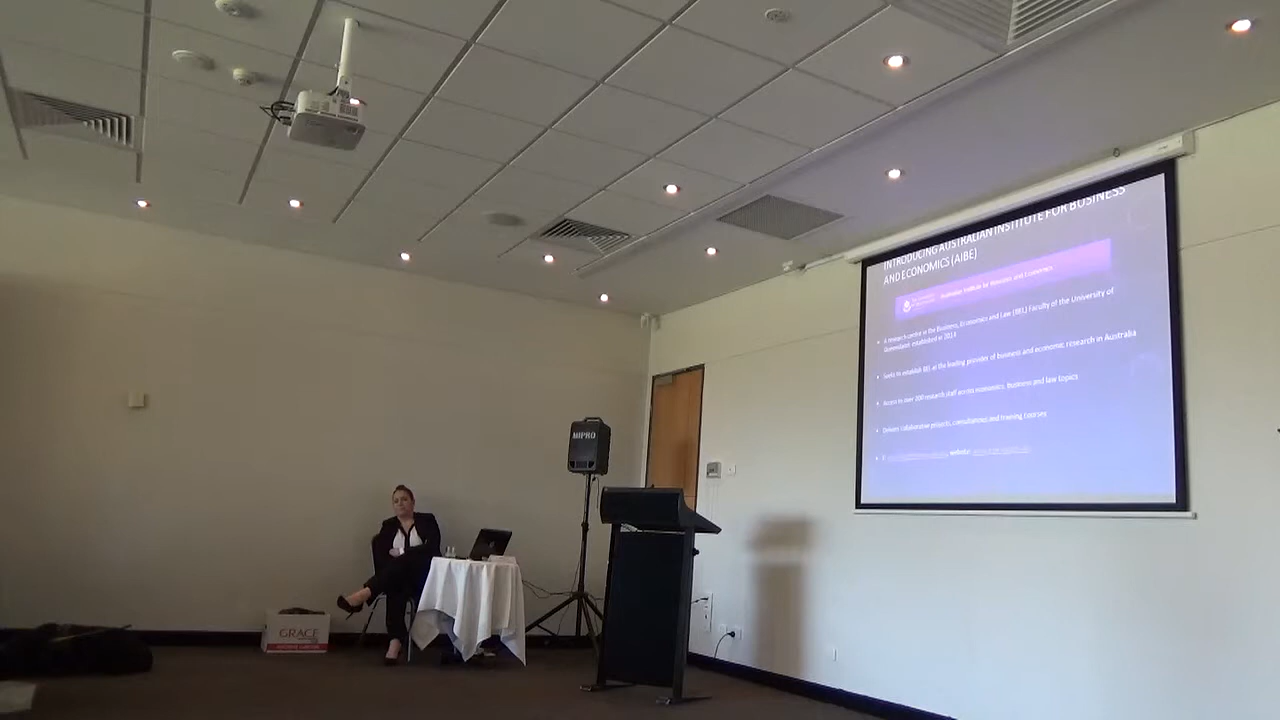 INTRODUCING AUSTRALIAN INSTITUTE FOR BUSINESS
AND ECONOMICS (AIBE)
Australian Institute for Business and Economics
• A research centre in the Business, Economics and Law (BEL) Faculty of the University of
Queensland established in 2014
• Seeks to establish BEL at the leading provider of business and economic research in Australia
• Access to over 200 research staff across economics, business and law topics
• Delivers collaborative projects, consultancies and training courses
website
MIPRO
GRACE